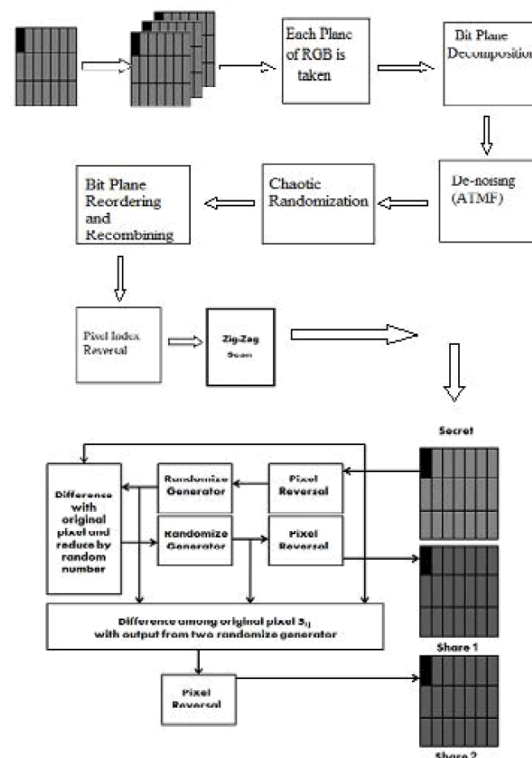 Each Plane
of RGB is
taken
Bit Plane
Decomposition
De-noising
(ATMF)
Chaotic
Randomization
Bit Plane
Reordering
and
Recombining
Pixel Index
Reversal
Zig-Zag
Scan
Secret
Difference
with
original
pixel and
reduce by
random
number
Randomize
Generator
Pixel
Reversal
Randomize
Generator
Pixel
Reversal
Difference among original pixel Sij
with output from two randomize generator
Share 1
Pixel
Reversal
Share 2